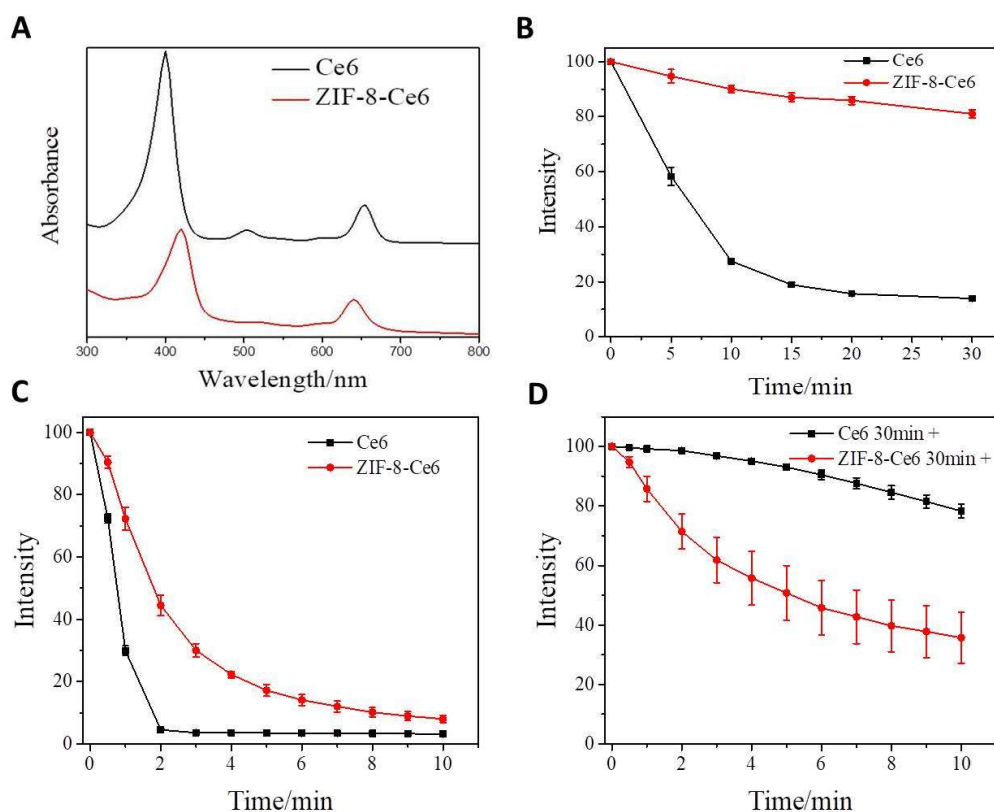 A
Ce6
ZIF-8-Ce6
Absorbance
300 400 500 600 700 800
Wavelength/nm
B
Ce6
ZIF-8-Ce6
100
80
60
40
20
0
Intensity
0 5 10 15 20 25 30
Time/min
C
Ce6
ZIF-8-Ce6
100
80
60
40
20
0
Intensity
0 2 4 6 8 10
Time/min
D
Ce6 30min +
ZIF-8-Ce6 30min +
100
80
60
40
20
0
Intensity
0 2 4 6 8 10
Time/min